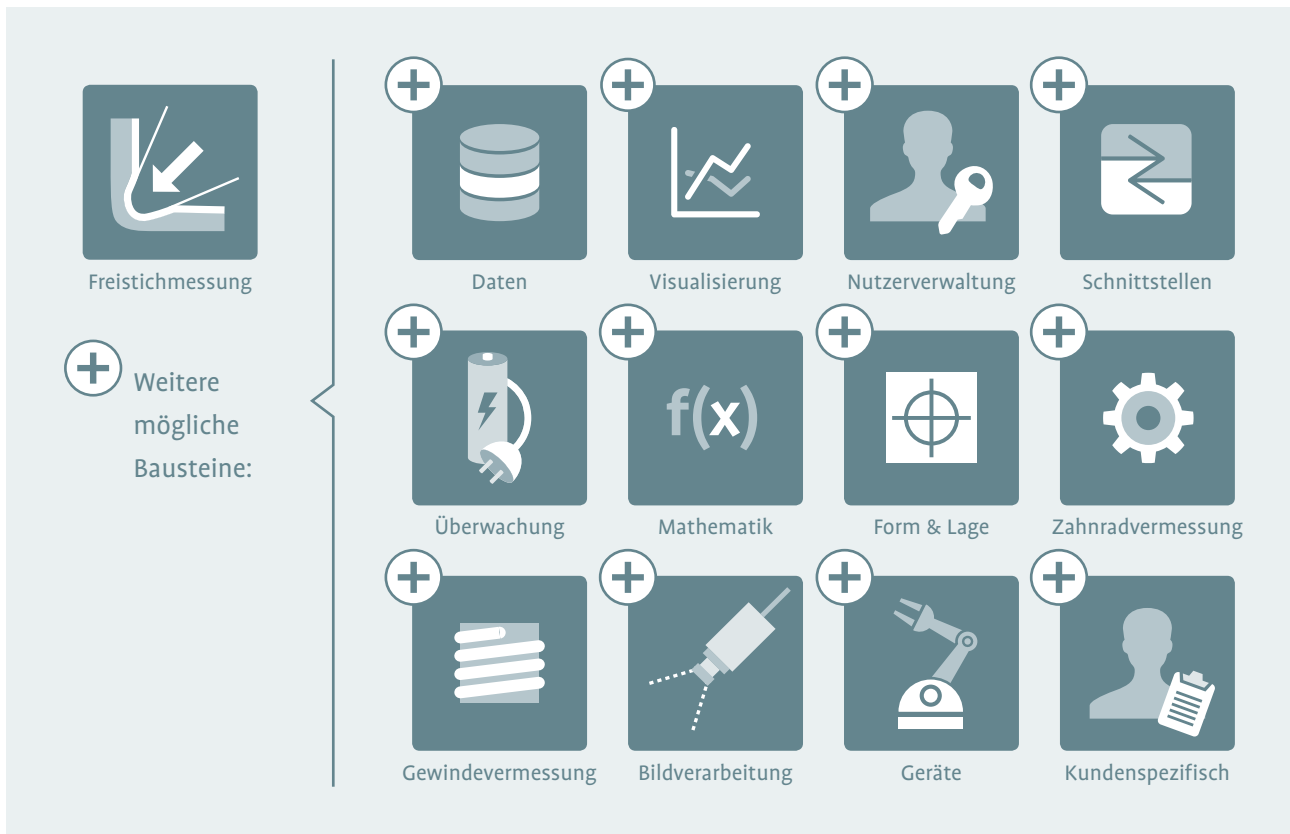 Freistichmessung
Weitere
mögliche
Bausteine:
Daten
Visualisierung
Nutzerverwaltung
Schnittstellen
Überwachung
f(x)
Mathematik
Form & Lage
Zahnradvermessung
Gewindevermessung
Bildverarbeitung
Geräte
Kundenspezifisch